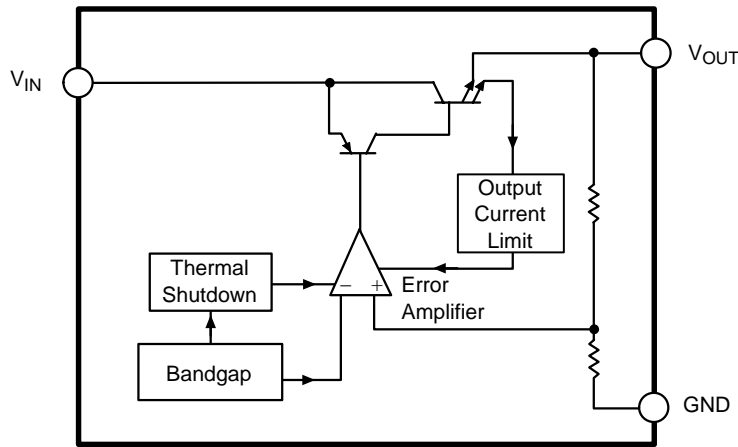 V_IN
V_OUT
Output
Current
Limit
Thermal
Shutdown
− +
Error
Amplifier
Bandgap
GND